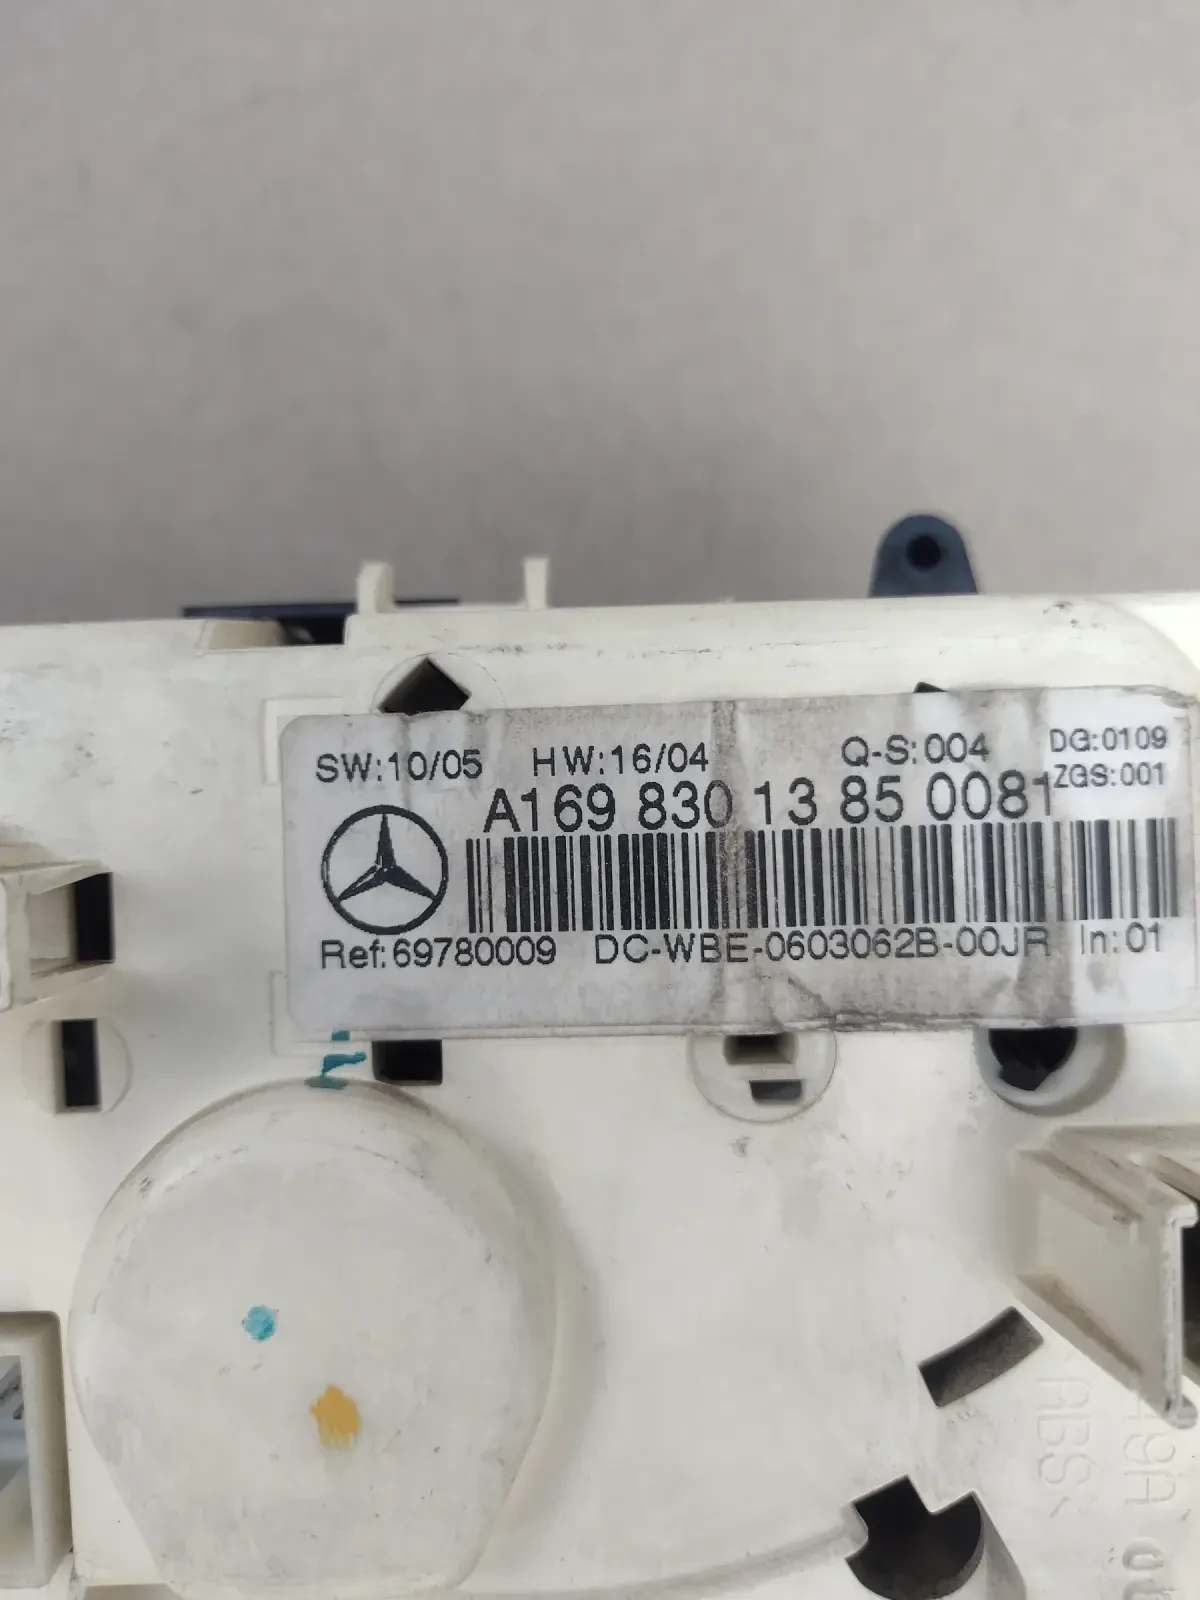 SW:10/05 HW:16/04 Q-S:004 DG:0109
ZGS:001
A169 830 13 85 0081
Ref:69780009 DC-WBE-0603062B-00JR In:01
ABS<